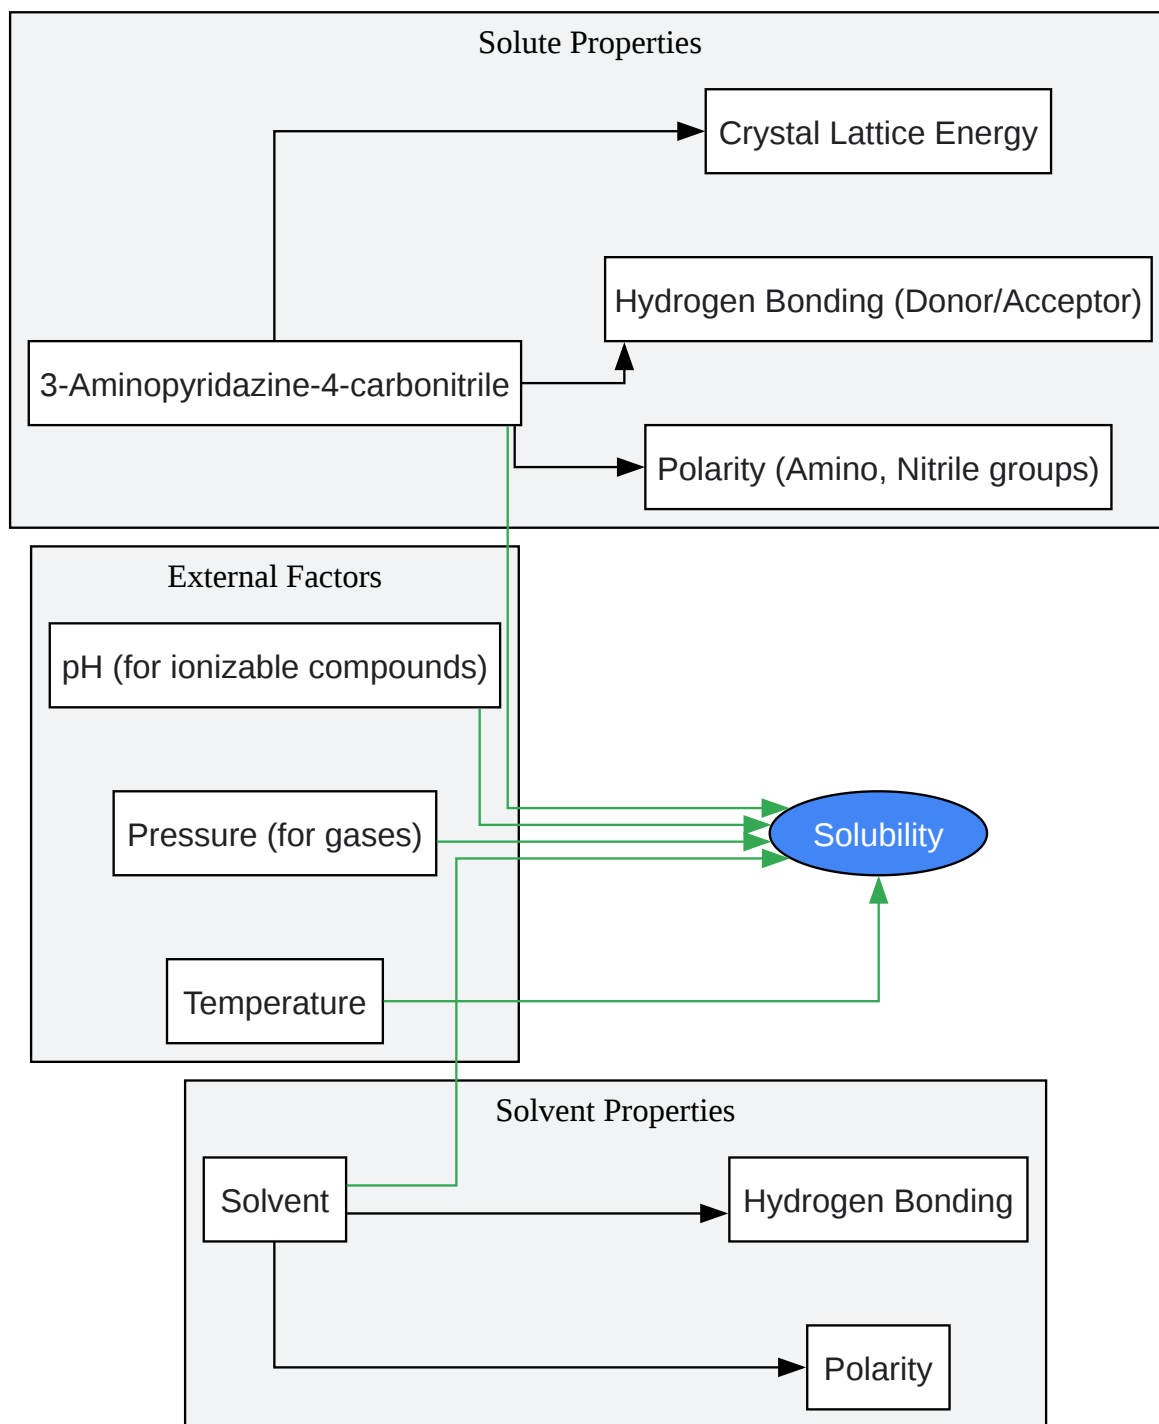 Solute Properties
Crystal Lattice Energy
Hydrogen Bonding (Donor/Acceptor)
3-Aminopyridazine-4-carbonitrile
Polarity (Amino, Nitrile groups)
External Factors
pH (for ionizable compounds)
Pressure (for gases)
Solubility
Temperature
Solvent Properties
Solvent
Hydrogen Bonding
Polarity